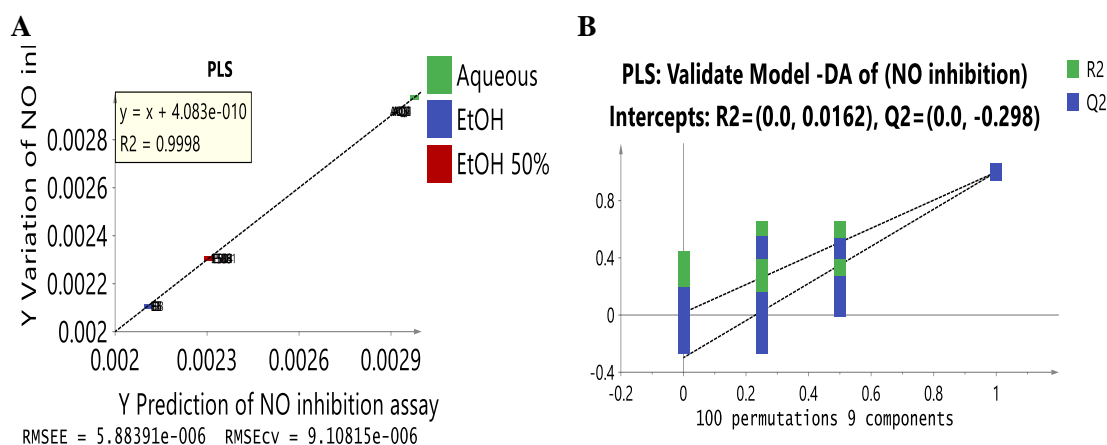 A
PLS
Y Variation of NO inl
y = x + 4.083e-010
R2 = 0.9998
Aqueous
EtOH
EtOH 50%
0.0028
0.0026
0.0024
0.0022
0.002
0.002 0.0023 0.0026 0.0029
Y Prediction of NO inhibition assay
RMSEE = 5.88391e-006 RMSEcv = 9.10815e-006
B
PLS: Validate Model -DA of (NO inhibition)
Intercepts: R2=(0.0, 0.0162), Q2=(0.0, -0.298)
R2
Q2
0.8
0.4
0
-0.4
-0.2 0 0.2 0.4 0.6 0.8 1
100 permutations 9 components